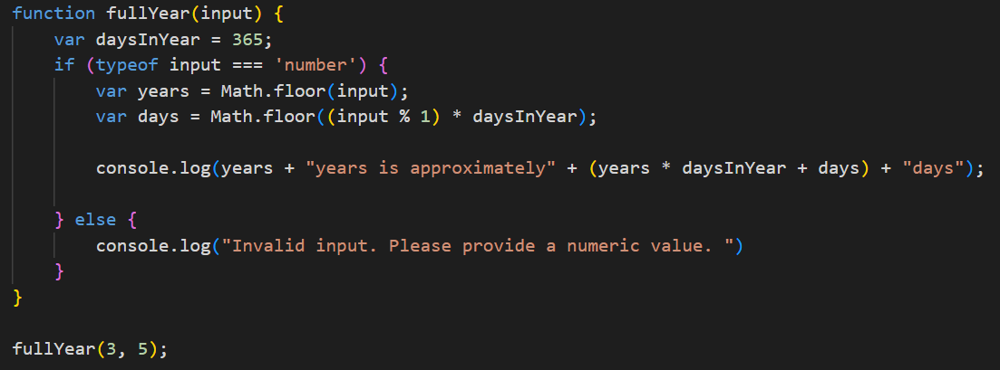 function fullYear(input) {
    var daysInYear = 365;
    if (typeof input === 'number') {
        var years = Math.floor(input);
        var days = Math.floor((input % 1) * daysInYear);
        console.log(years + "years is approximately" + (years * daysInYear + days) + "days");
    } else {
        console.log("Invalid input. Please provide a numeric value. ")
    }
}
fullYear(3, 5);